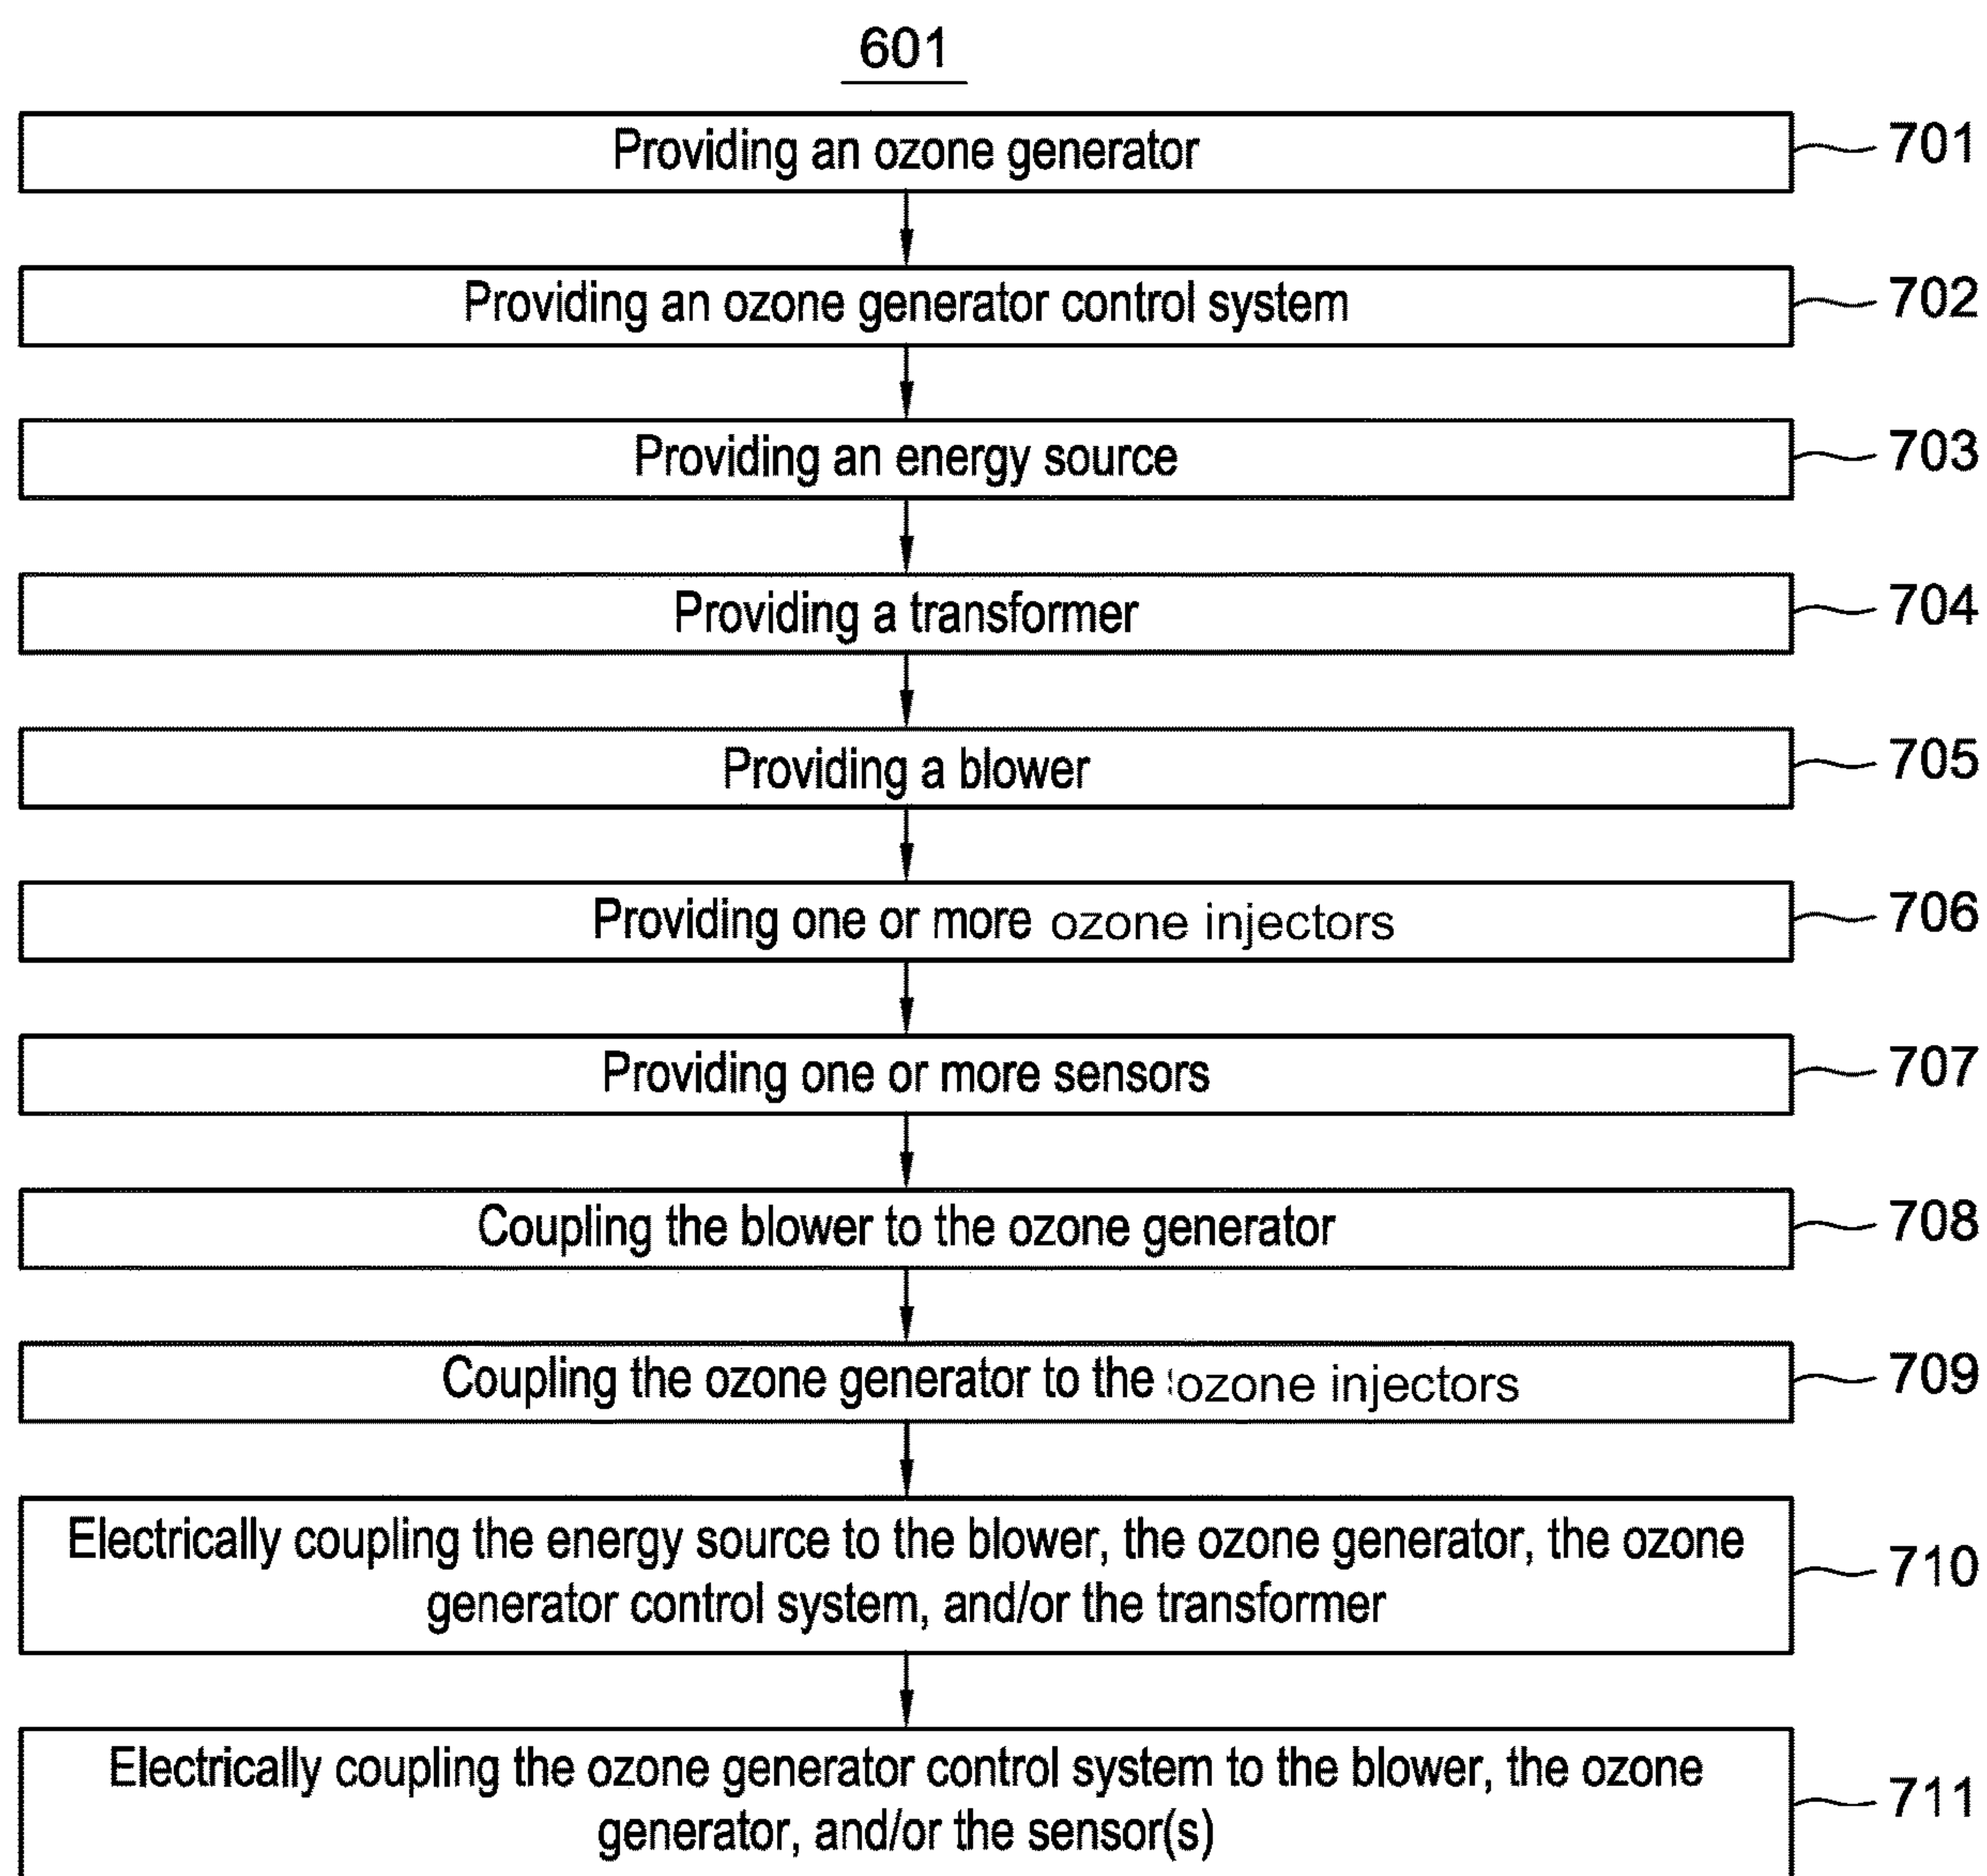 601
Providing an ozone generator
701
Providing an ozone generator control system
702
Providing an energy source
703
Providing a transformer
704
Providing a blower
705
Providing one or more ozone injectors
706
Providing one or more sensors
707
Coupling the blower to the ozone generator
708
Coupling the ozone generator to the ozone injectors
709
Electrically coupling the energy source to the blower, the ozone generator, the ozone
generator control system, and/or the transformer
710
Electrically coupling the ozone generator control system to the blower, the ozone
generator, and/or the sensor(s)
711